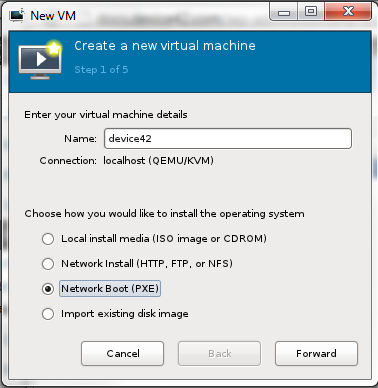 New VM
Create a new virtual machine
Step 1 of 5
Enter your virtual machine details
Name: device42
Connection: localhost (QEMU/KVM)
Choose how you would like to install the operating system
Local install media (ISO image or CDROM)
Network Install (HTTP, FTP, or NFS)
Network Boot (PXE)
Import existing disk image
Cancel Back Forward